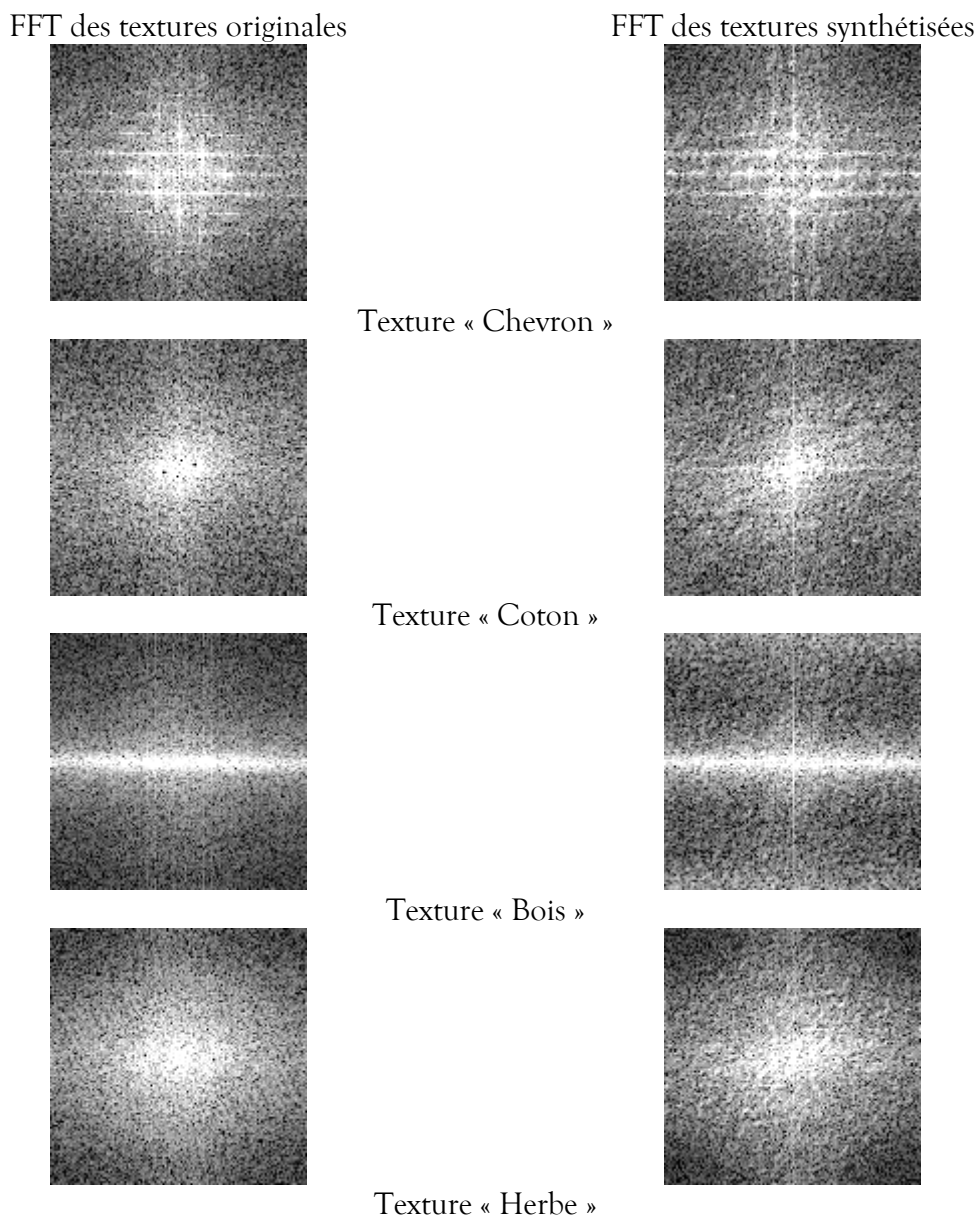 FFT des textures originales
FFT des textures synthétisées
Texture « Chevron »
Texture « Coton »
Texture « Bois »
Texture « Herbe »